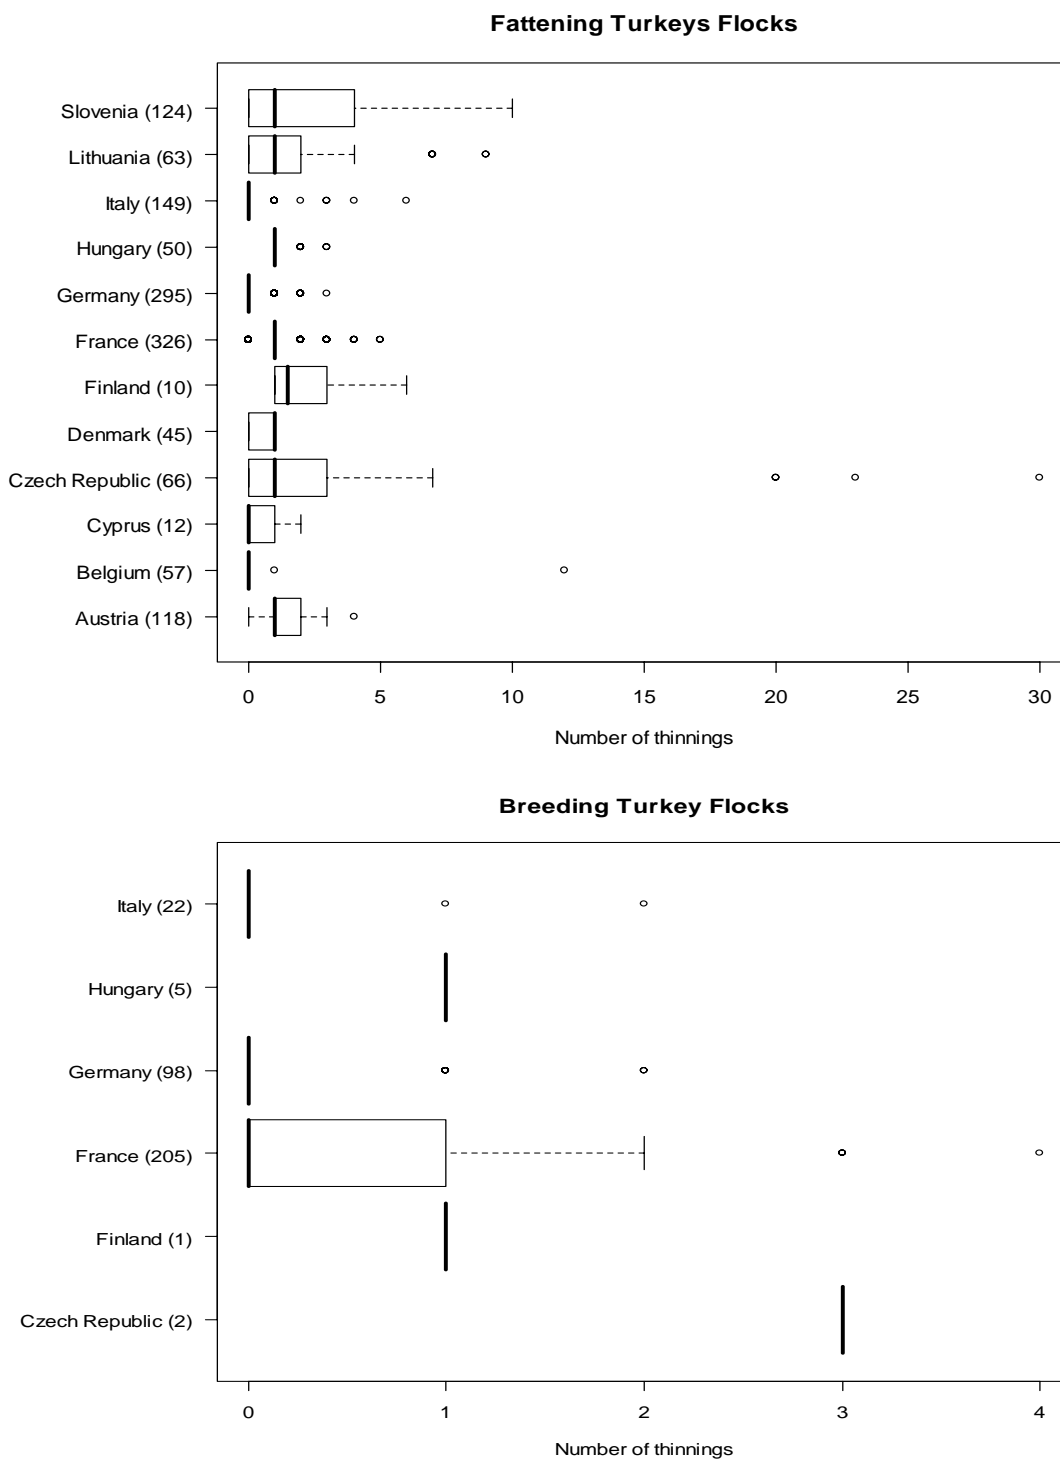 Fattening Turkeys Flocks
Slovenia (124)
Lithuania (63)
Italy (149)
Hungary (50)
Germany (295)
France (326)
Finland (10)
Denmark (45)
Czech Republic (66)
Cyprus (12)
Belgium (57)
Austria (118)
0 5 10 15 20 25 30
Number of thinnings
Breeding Turkey Flocks
Italy (22)
Hungary (5)
Germany (98)
France (205)
Finland (1)
Czech Republic (2)
0 1 2 3 4
Number of thinnings